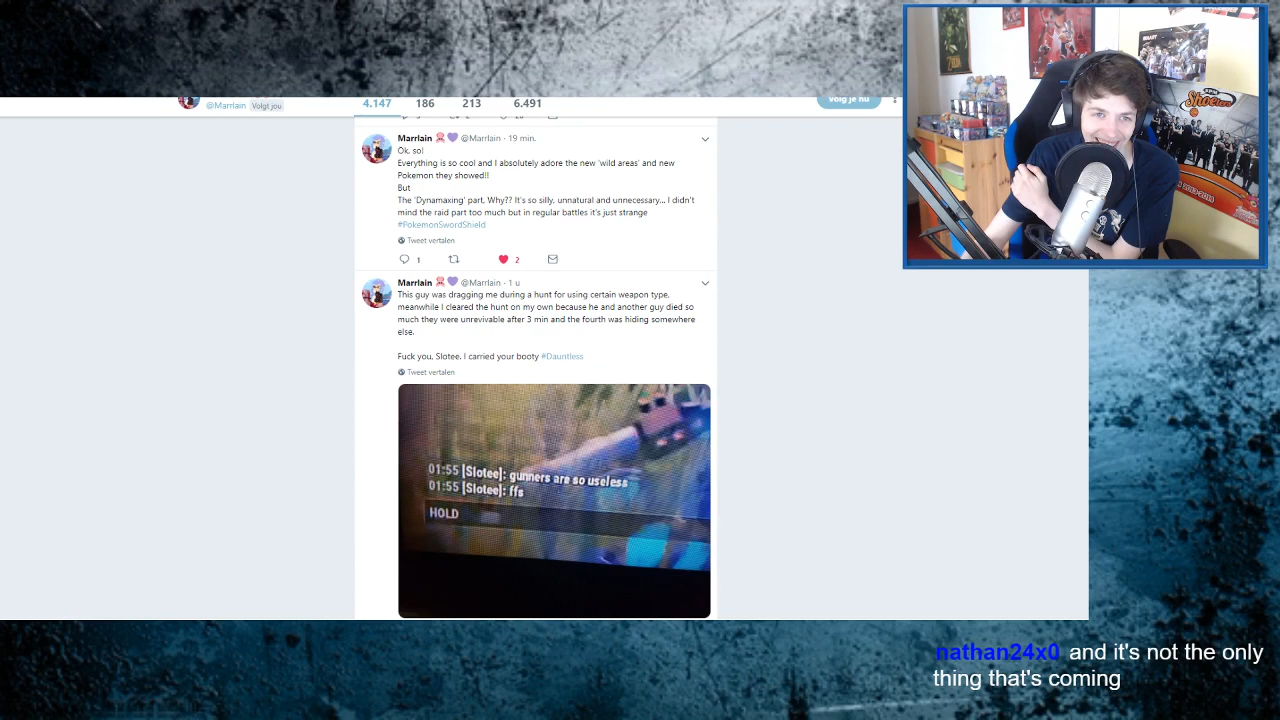 @Marrlain Volgt jou
4.147 186 213 6.491
Volg je nu
Marrlain @Marrlain · 19 min.
Ok, so!
Everything is so cool and I absolutely adore the new 'wild areas' and new
Pokemon they showed!!
But
The 'Dynamaxing' part. Why?? It's so silly, unnatural and unnecessary... I didn't
mind the raid part too much but in regular battles it's just strange
#PokemonSwordShield
Tweet vertalen
1 2
Marrlain @Marrlain · 1 u
This guy was dragging me during a hunt for using certain weapon type,
meanwhile I cleared the hunt on my own because he and another guy died so
much they were unrevivable after 3 min and the fourth was hiding somewhere
else.
Fuck you, Slotee. I carried your booty #Dauntless
Tweet vertalen
01:55 [Slotee]: gunners are so useless
01:55 [Slotee]: ffs
HOLD
Shoeters
nathan24x0 and it's not the only
thing that's coming